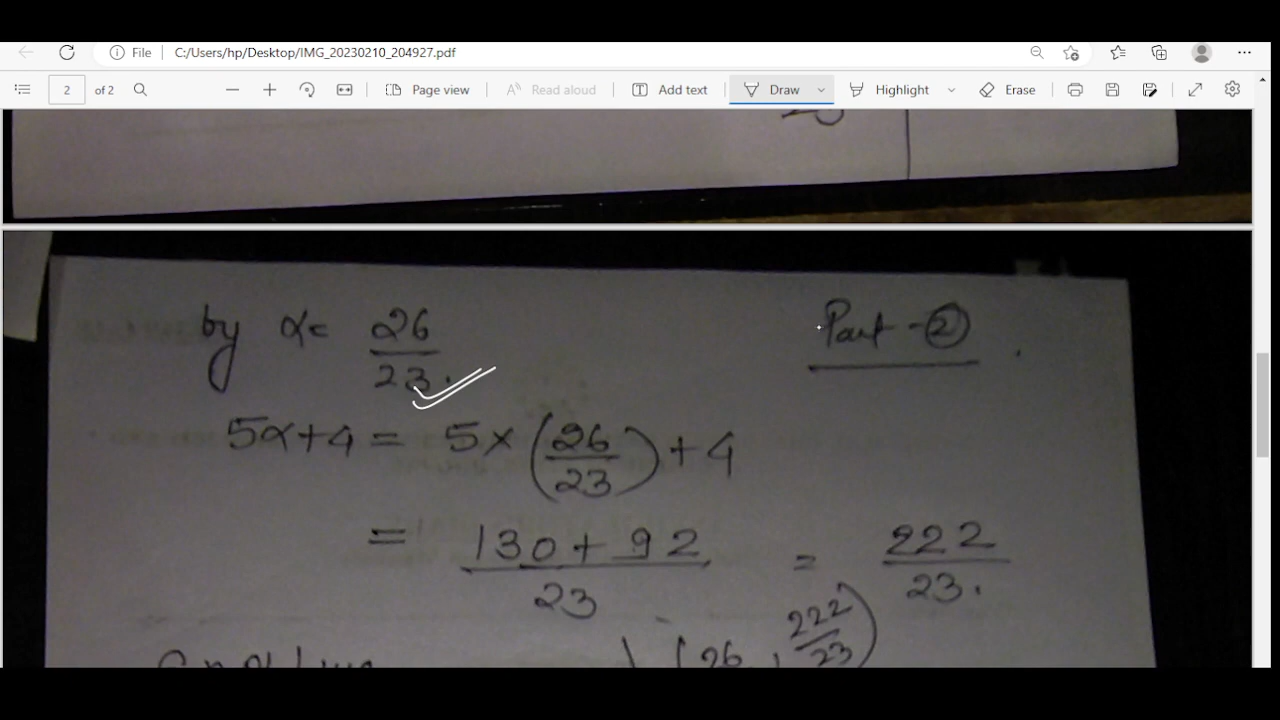 File C:/Users/hp/Desktop/IMG_20230210_204927.pdf
2 of 2 Page view Read aloud Add text Draw Highlight Erase
by α = 26/23. Part - ②
5α+4 = 5×(26/23)+4
= 130+92/23 = 222/23.
(26, 222/23)